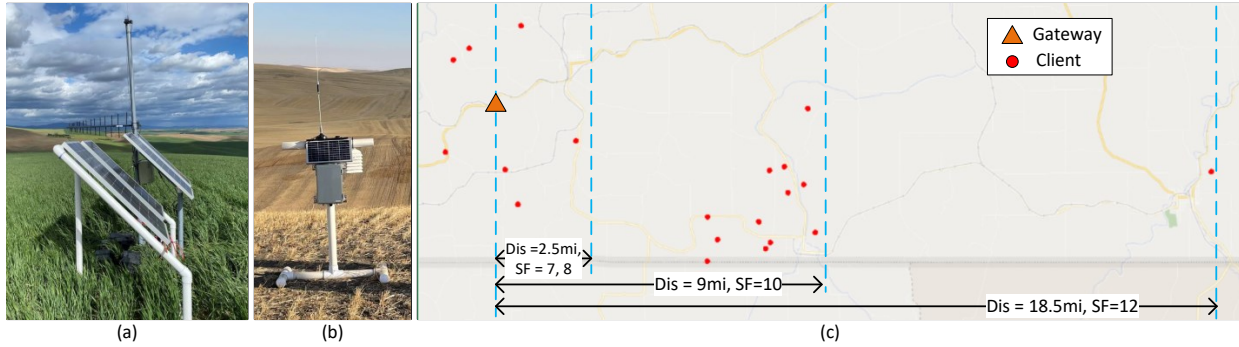 Gateway
Client
Dis =2.5mi,
SF = 7, 8
Dis = 9mi, SF=10
Dis = 18.5mi, SF=12
(a)
(b)
(c)